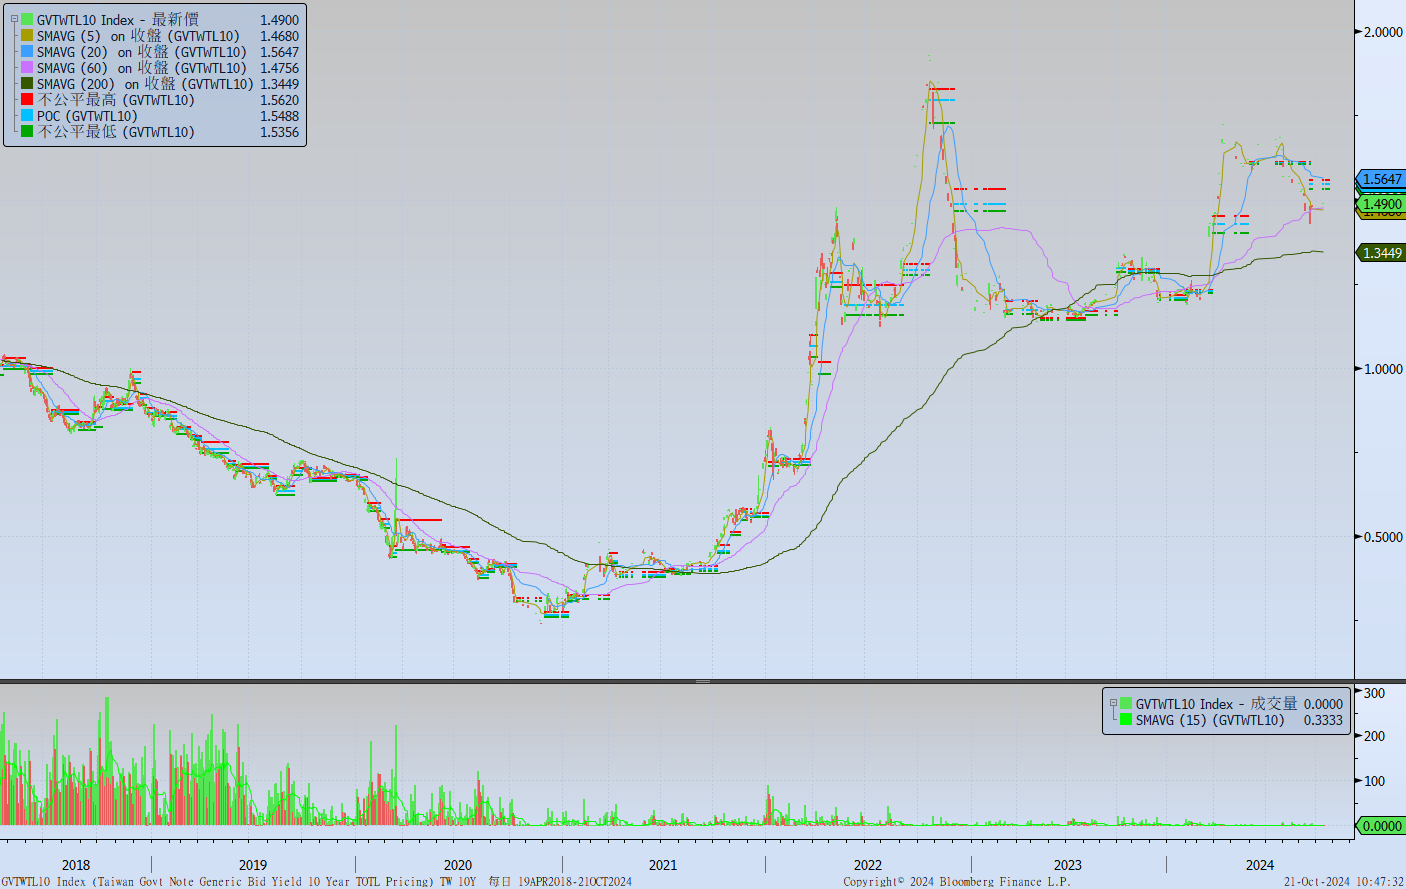 GVTWTL10 Index - 最新價 1.4900
SMAVG (5) on 收盤 (GVTWTL10) 1.4680
SMAVG (20) on 收盤 (GVTWTL10) 1.5647
SMAVG (60) on 收盤 (GVTWTL10) 1.4756
SMAVG (200) on 收盤 (GVTWTL10) 1.3449
不公平最高 (GVTWTL10) 1.5620
POC (GVTWTL10) 1.5488
不公平最低 (GVTWTL10) 1.5356
2.0000
1.5647
1.4900
1.3449
1.0000
0.5000
GVTWTL10 Index - 成交量 0.0000
SMAVG (15) (GVTWTL10) 0.3333
300
200
100
0.0000
2018 2019 2020 2021 2022 2023 2024
GVTWTL10 Index (Taiwan Govt Note Generic Bid Yield 10 Year TOTL Pricing) TW 10Y 每日 19APR2018-21OCT2024 Copyright© 2024 Bloomberg Finance L.P. 21-Oct-2024 10:47:32